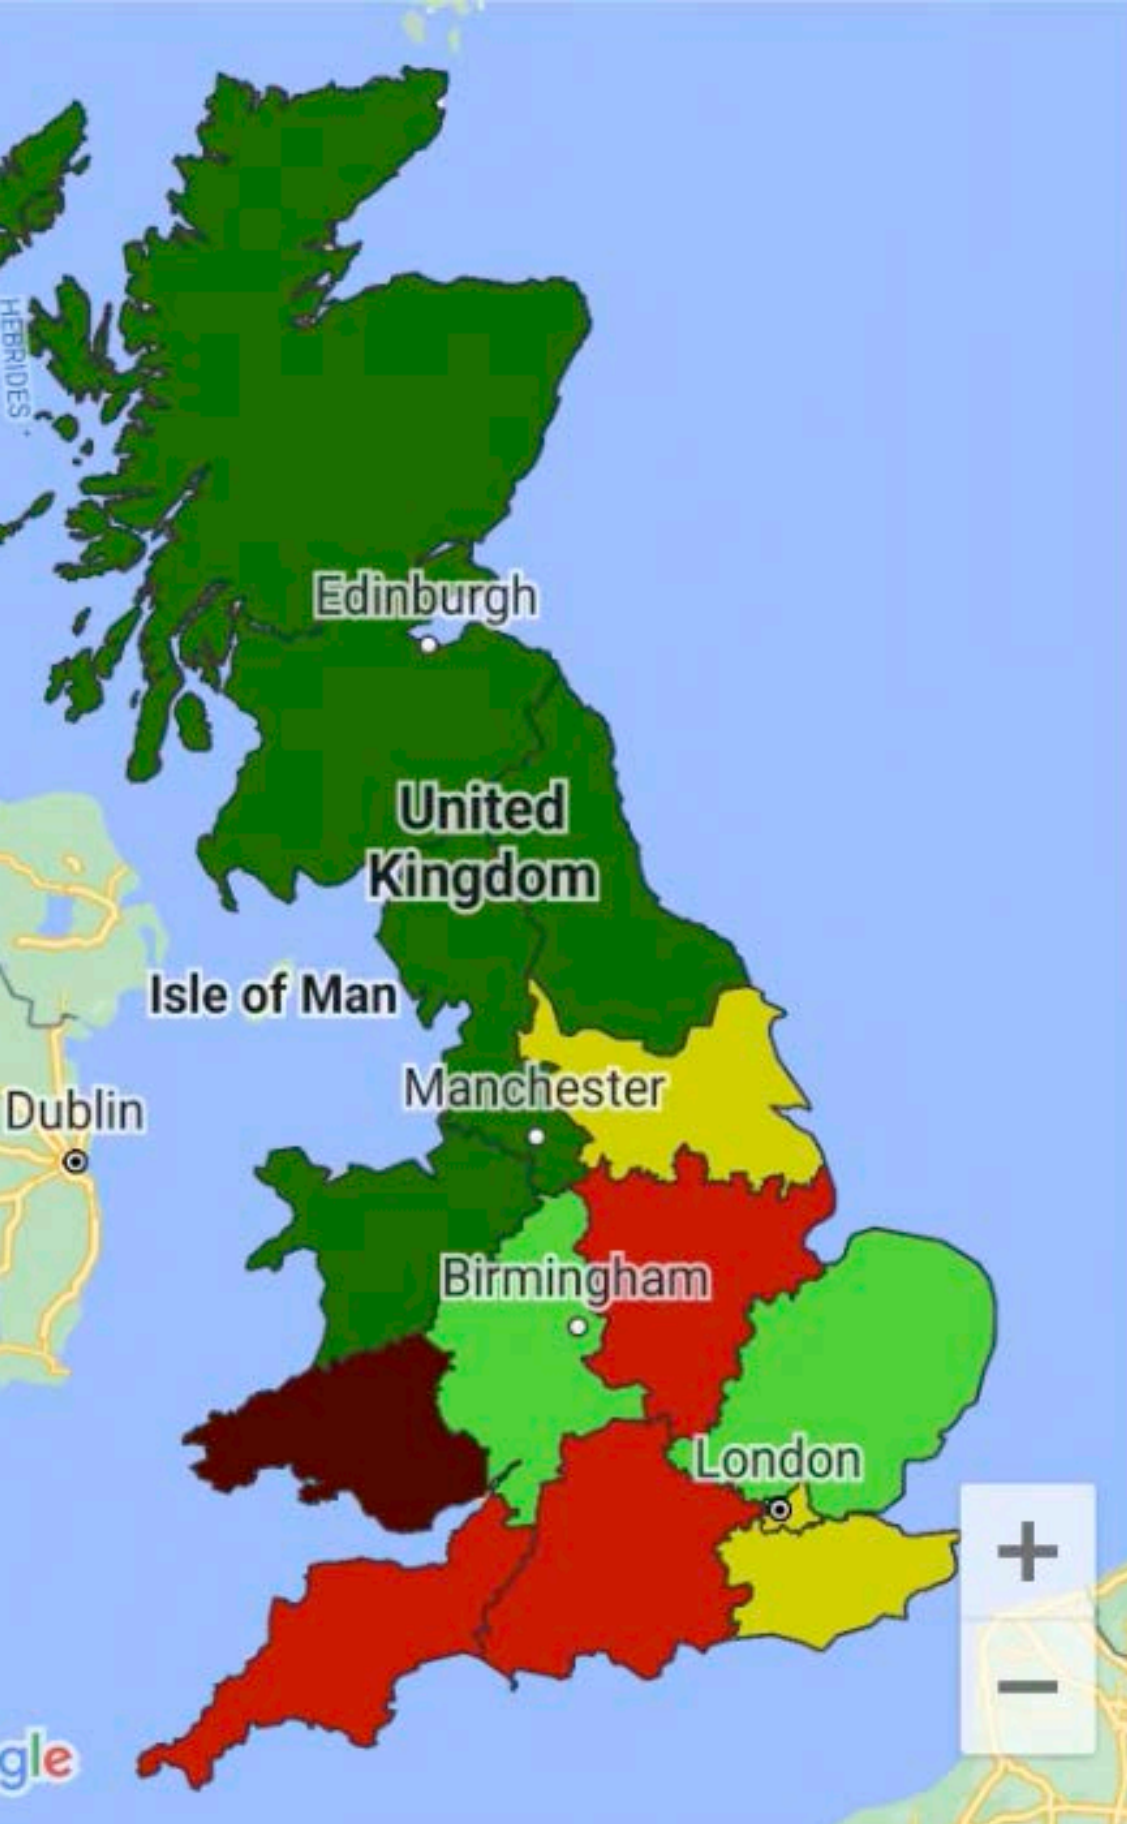 HEBRIDES
Edinburgh
United
Kingdom
Isle of Man
Manchester
Dublin
Birmingham
London
+
−
gle